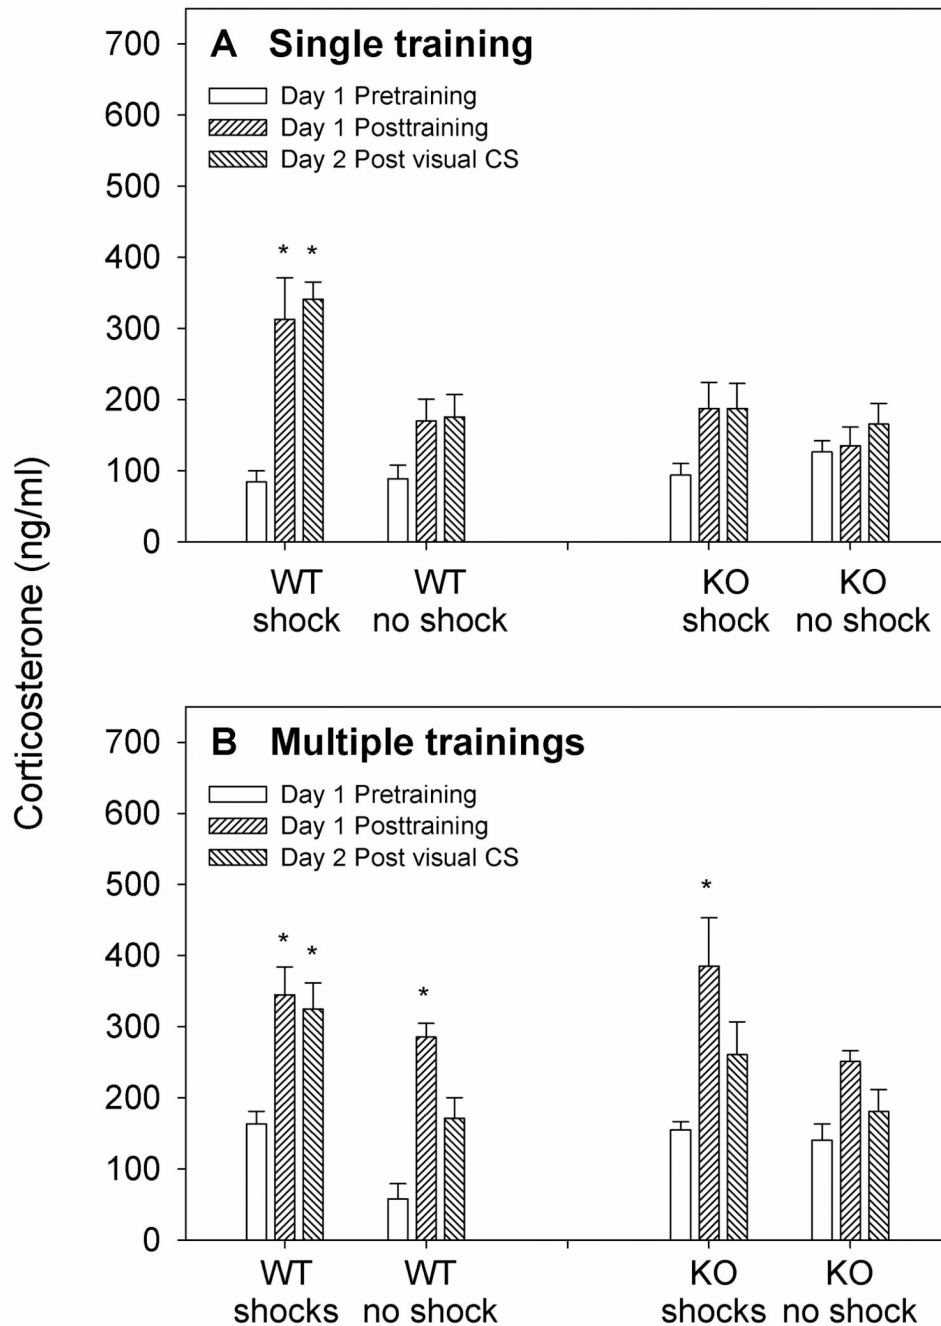 Corticosterone (ng/ml)
A Single training
Day 1 Pretraining
Day 1 Posttraining
Day 2 Post visual CS
700
600
500
400
300
200
100
0
* *
WT
shock
WT
no shock
KO
shock
KO
no shock
B Multiple trainings
Day 1 Pretraining
Day 1 Posttraining
Day 2 Post visual CS
700
600
500
400
300
200
100
0
* *
*
*
WT
shocks
WT
no shock
KO
shocks
KO
no shock